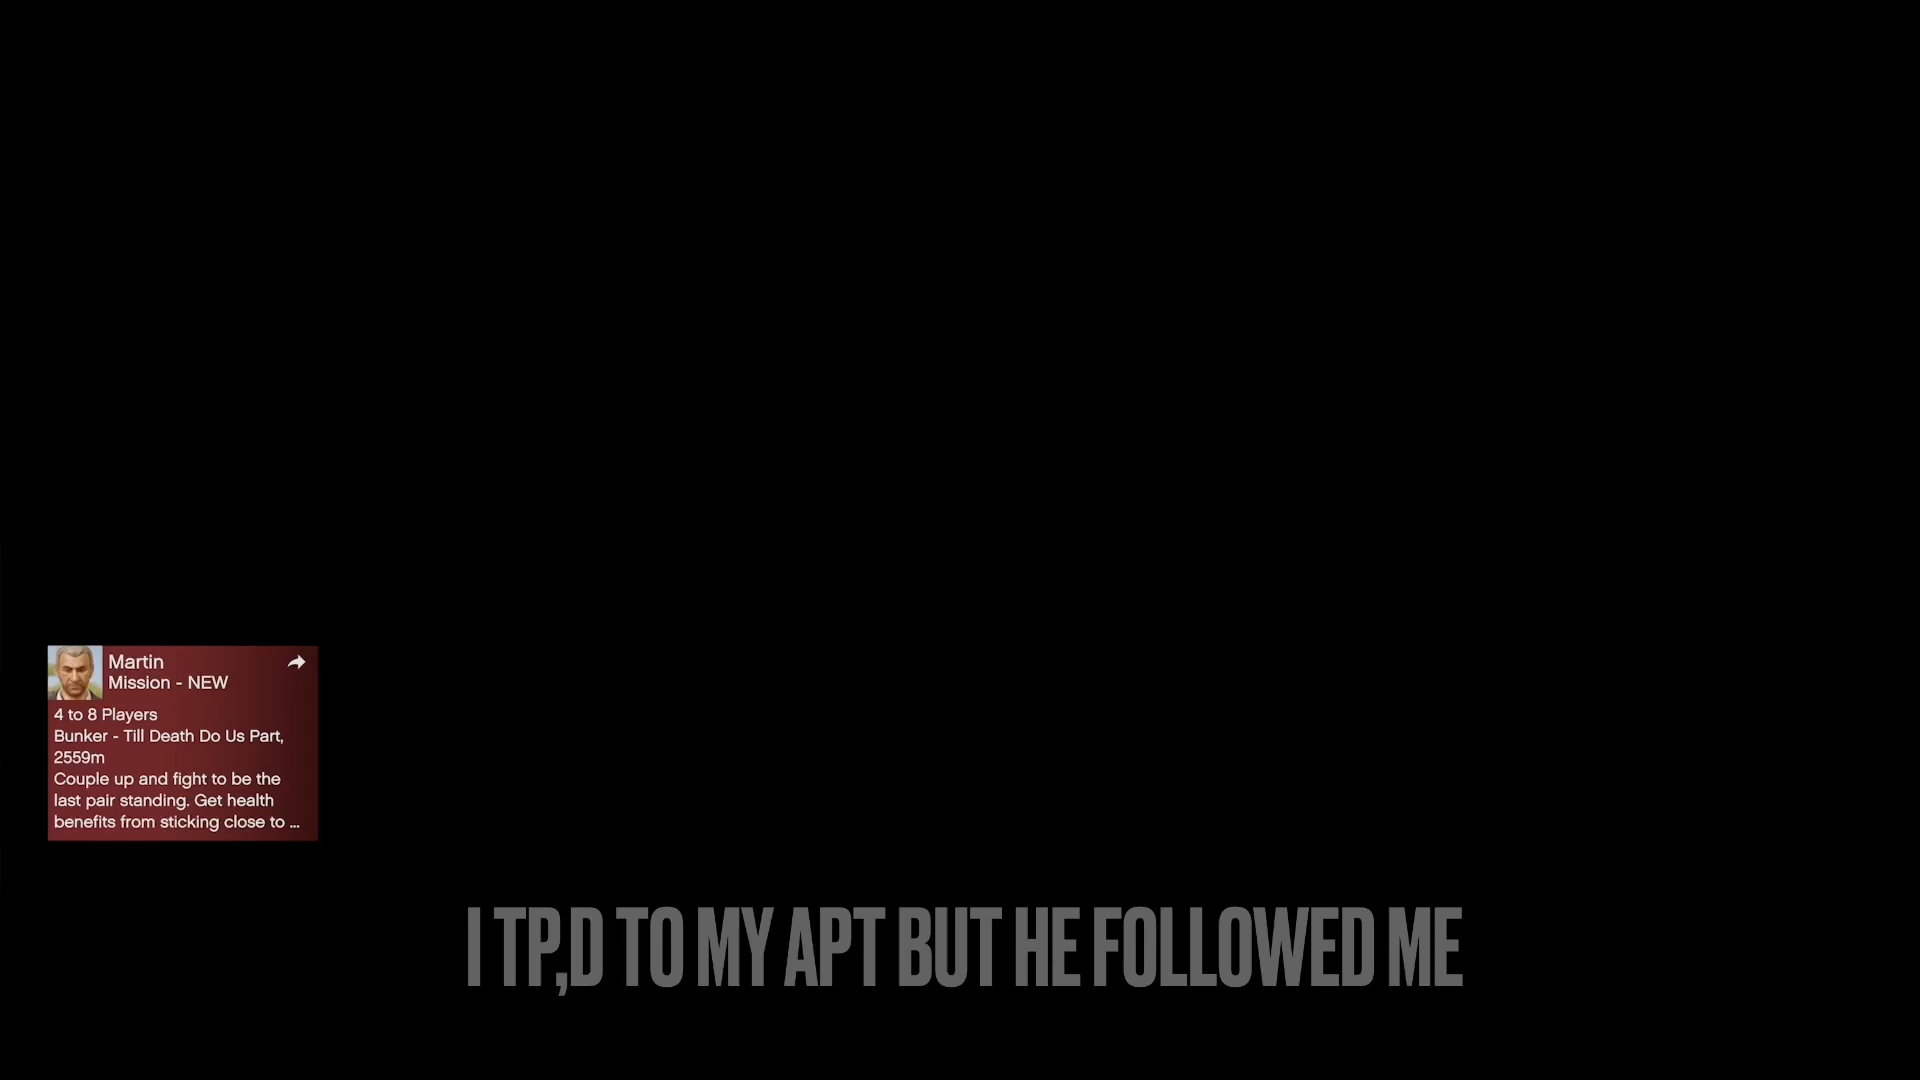 Martin
Mission - NEW
4 to 8 Players
Bunker - Till Death Do Us Part,
2559m
Couple up and fight to be the
last pair standing. Get health
benefits from sticking close to ...
I TP,D TO MY APT BUT HE FOLLOWED ME